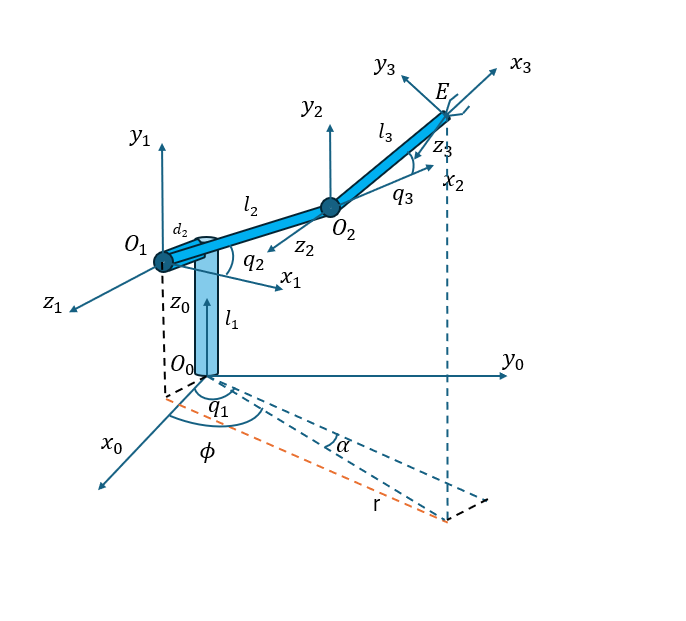 x₃
y₃
E
y₂
l₃
y₁
z₃
x₂
l₂
q₃
d₂
O₁
O₂
z₂
q₂
x₁
z₁
z₀
l₁
O₀
y₀
q₁
x₀
ϕ
α
r